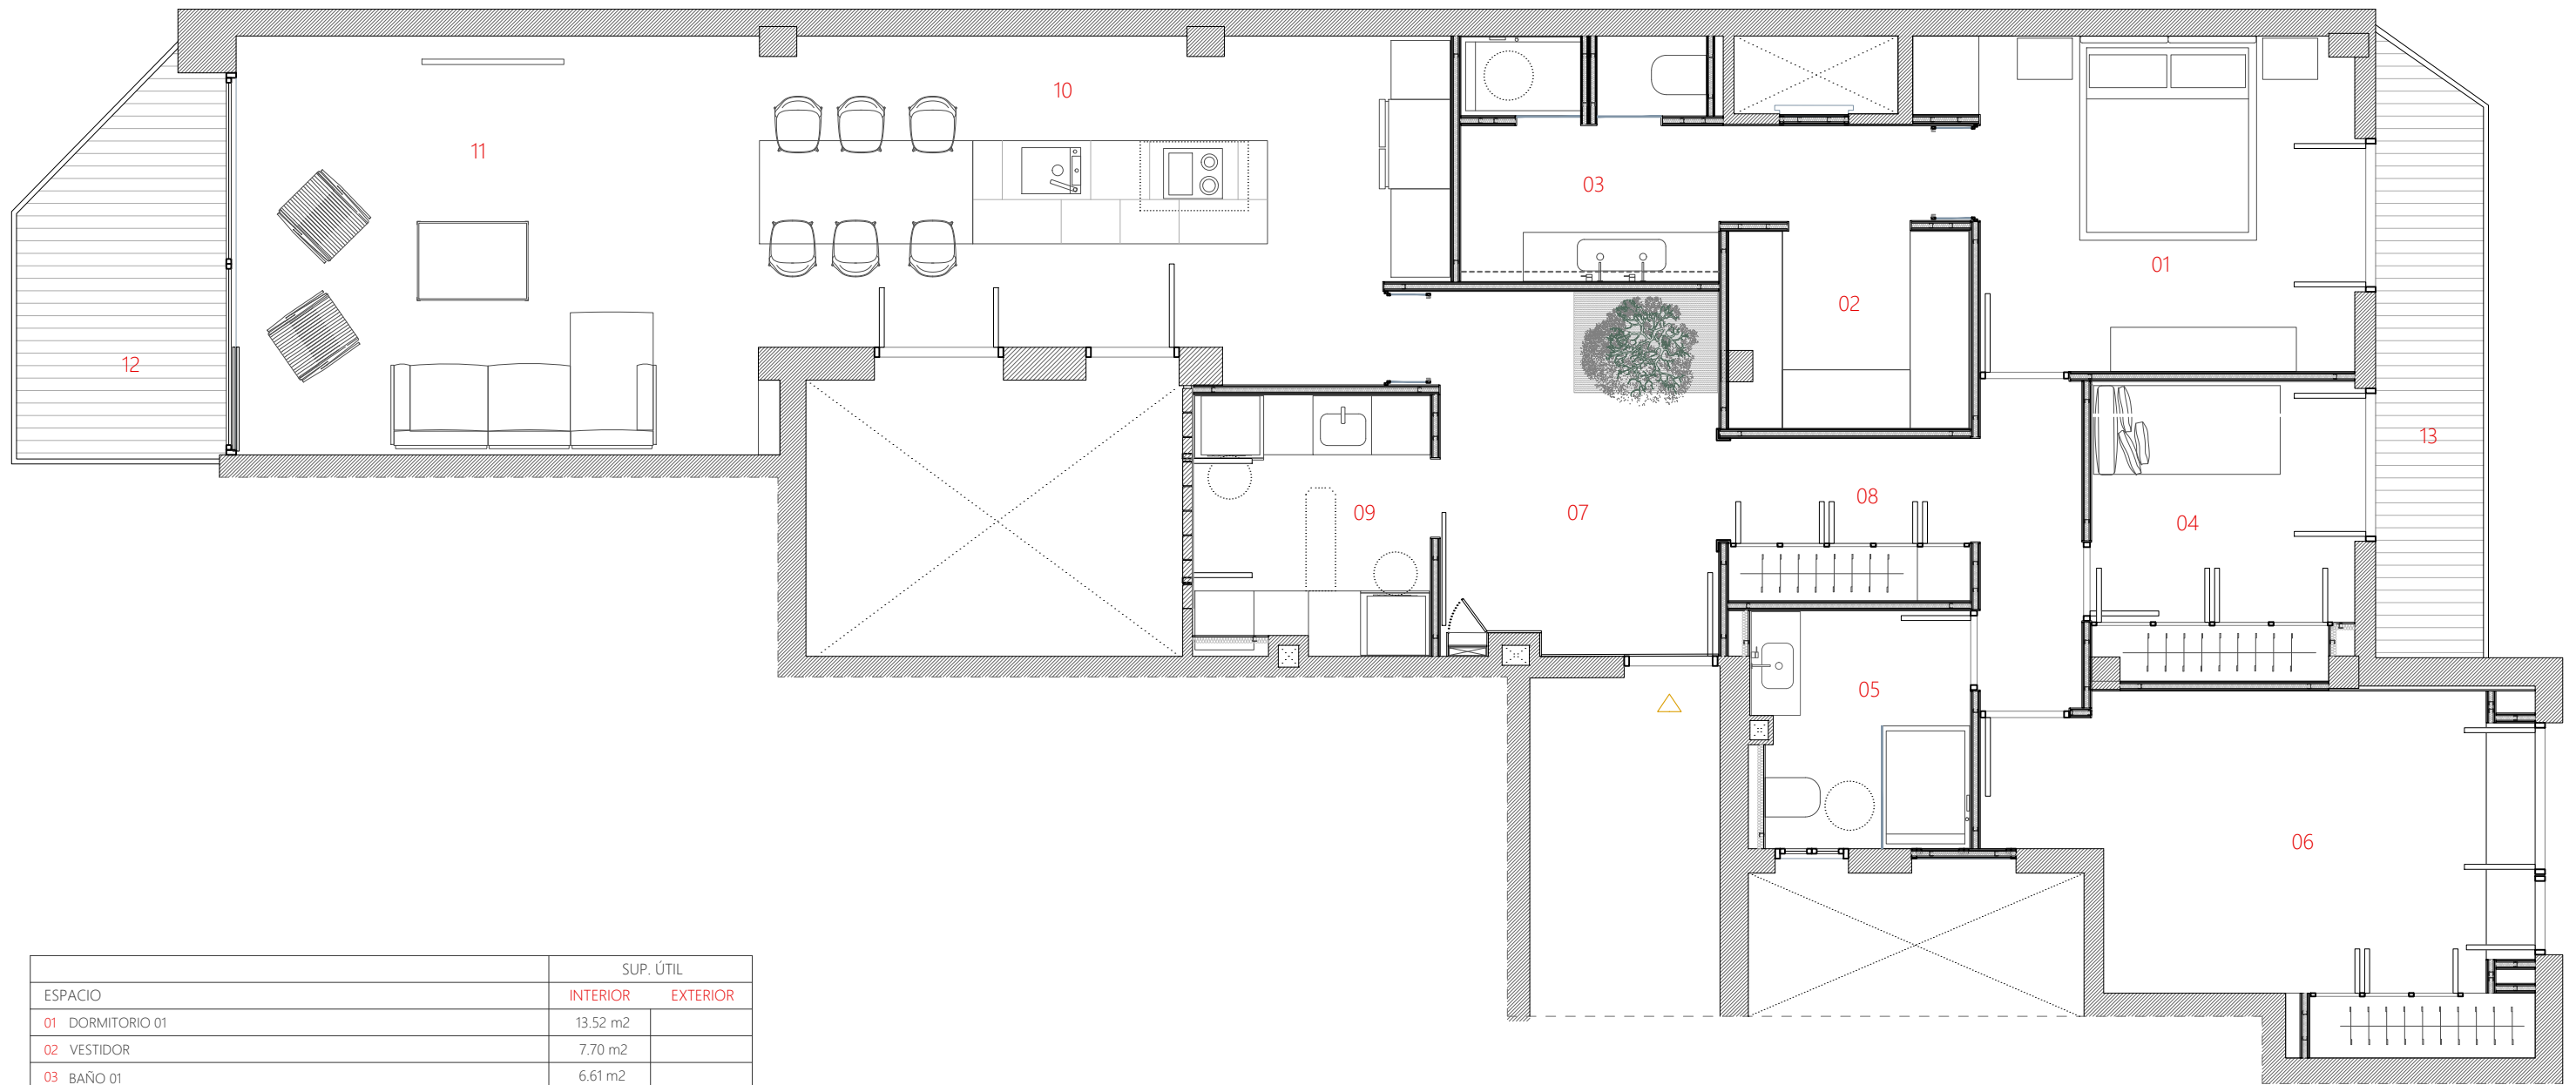 10
11
03
01
02
12
13
08
09
07
04
05
06
SUP. ÚTIL
ESPACIO INTERIOR EXTERIOR
01 DORMITORIO 01 13.52 m2
02 VESTIDOR 7.70 m2
03 BAÑO 01 6.61 m2